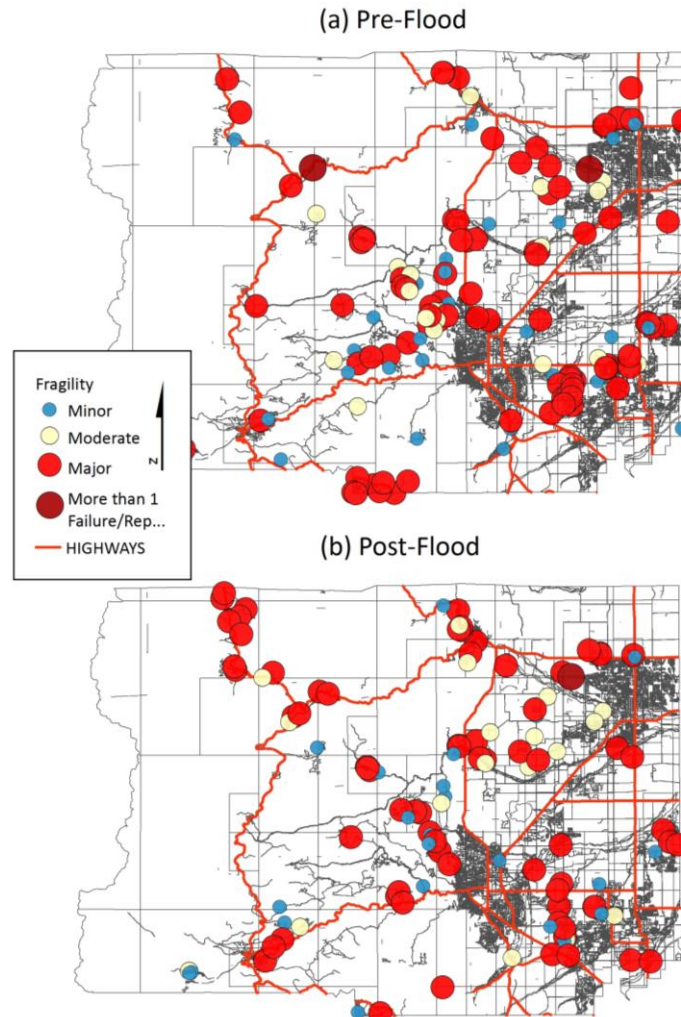 (a) Pre-Flood
Fragility
Minor
Moderate
Major
More than 1
Failure/Rep...
HIGHWAYS
N
(b) Post-Flood